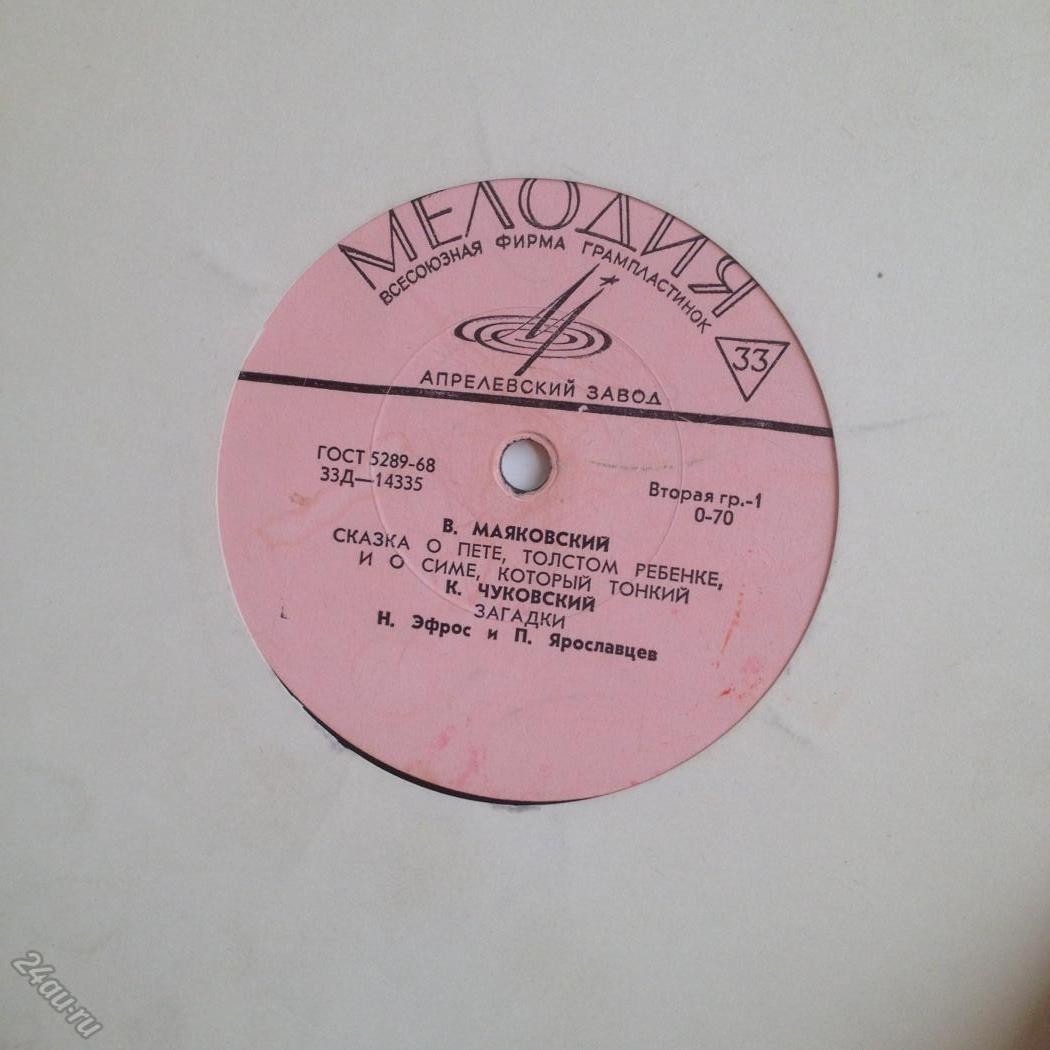 МЕЛОДИЯ
ВСЕСОЮЗНАЯ ФИРМА ГРАМПЛАСТИНОК
33
АПРЕЛЕВСКИЙ ЗАВОД
ГОСТ 5289-68
33Д—14335
Вторая гр.-1
0-70
В. МАЯКОВСКИЙ
СКАЗКА О ПЕТЕ, ТОЛСТОМ РЕБЕНКЕ,
И О СИМЕ, КОТОРЫЙ ТОНКИЙ
К. ЧУКОВСКИЙ
ЗАГАДКИ
Н. Эфрос и П. Ярославцев
24au.ru